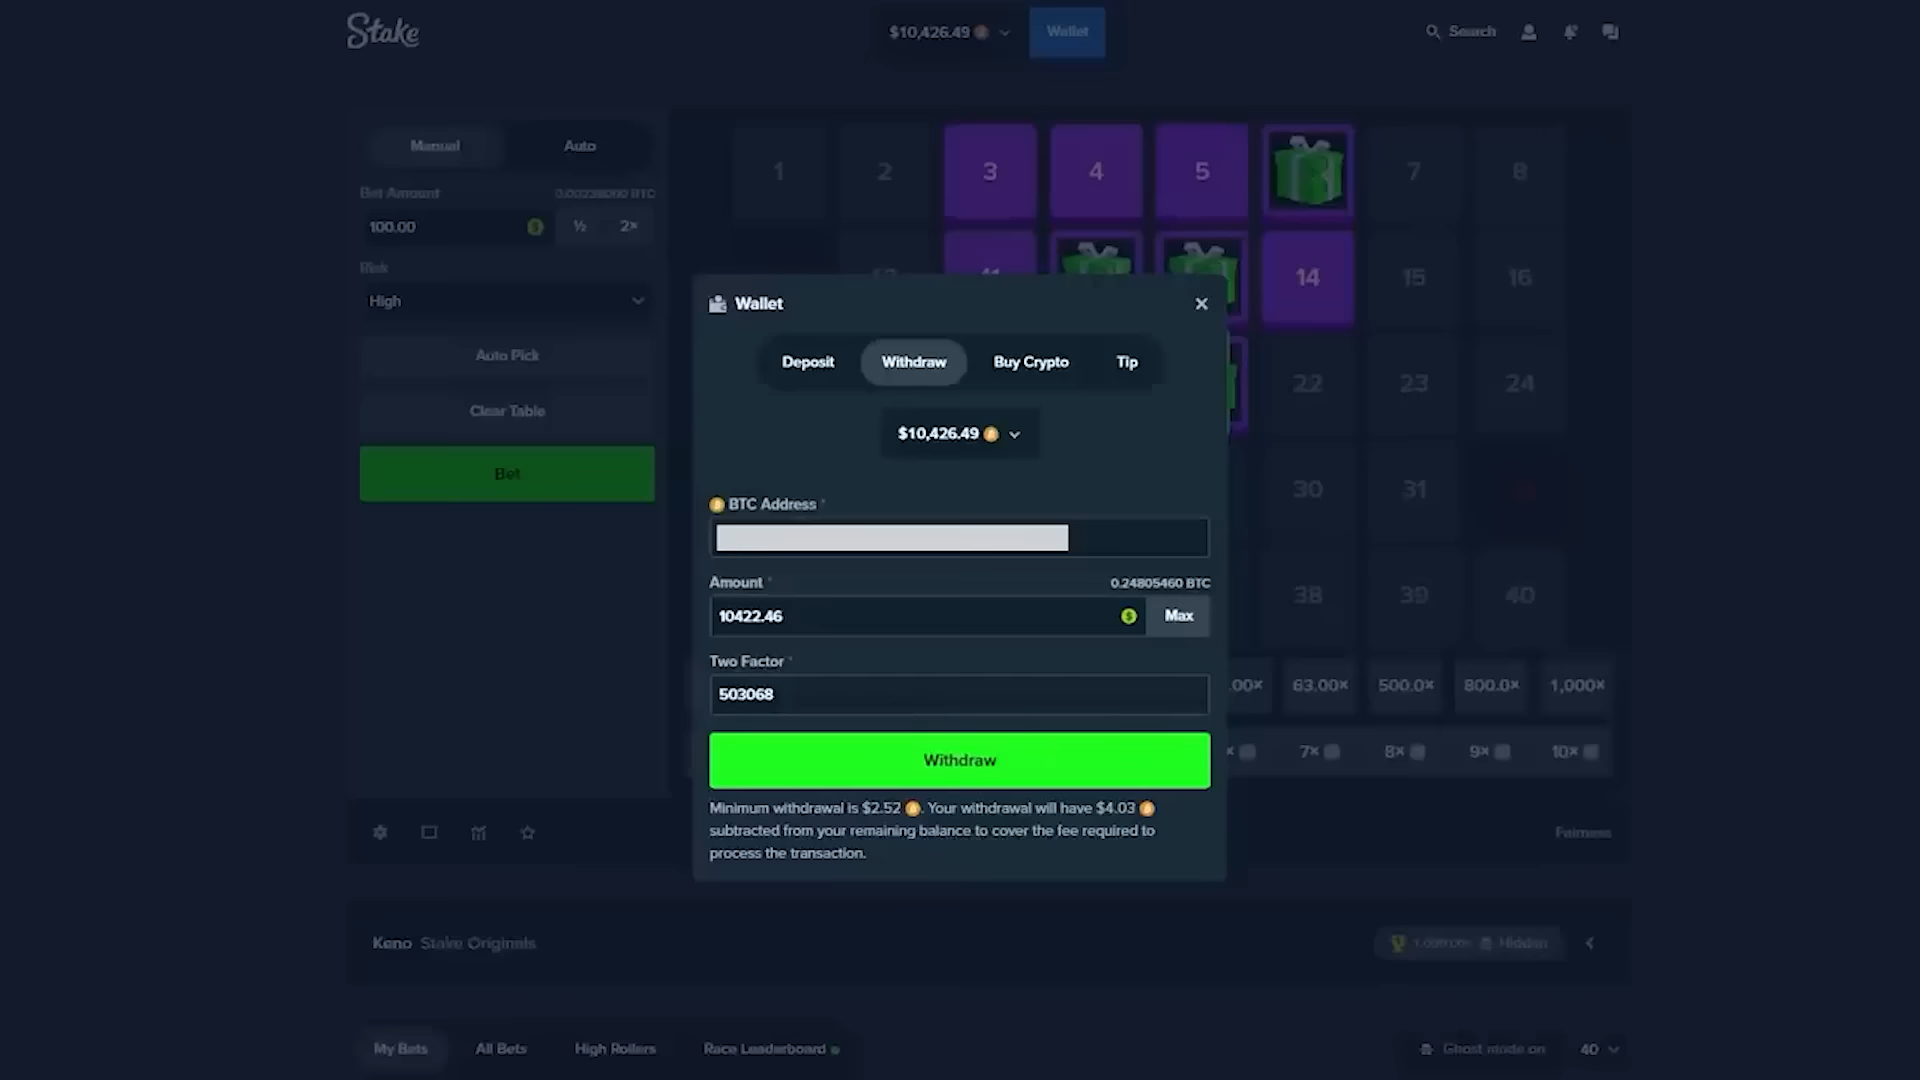 Stake
$10,426.49
Wallet
Search
Manual
Auto
Bet Amount
0.00238000 BTC
100.00
½
2×
Risk
High
Auto Pick
Clear Table
Bet
1
2
3
4
5
7
8
14
15
16
22
23
24
30
31
38
39
40
Wallet
Deposit
Withdraw
Buy Crypto
Tip
$10,426.49
BTC Address *
Amount *
0.24805460 BTC
10422.46
Max
Two Factor *
503068
Withdraw
Minimum withdrawal is $2.52 . Your withdrawal will have $4.03
subtracted from your remaining balance to cover the fee required to
process the transaction.
.00×
63.00×
500.0×
800.0×
1,000×
7×
8×
9×
10×
Fairness
Keno Stake Originals
Hidden
My Bets
All Bets
High Rollers
Race Leaderboard
Ghost mode on
40